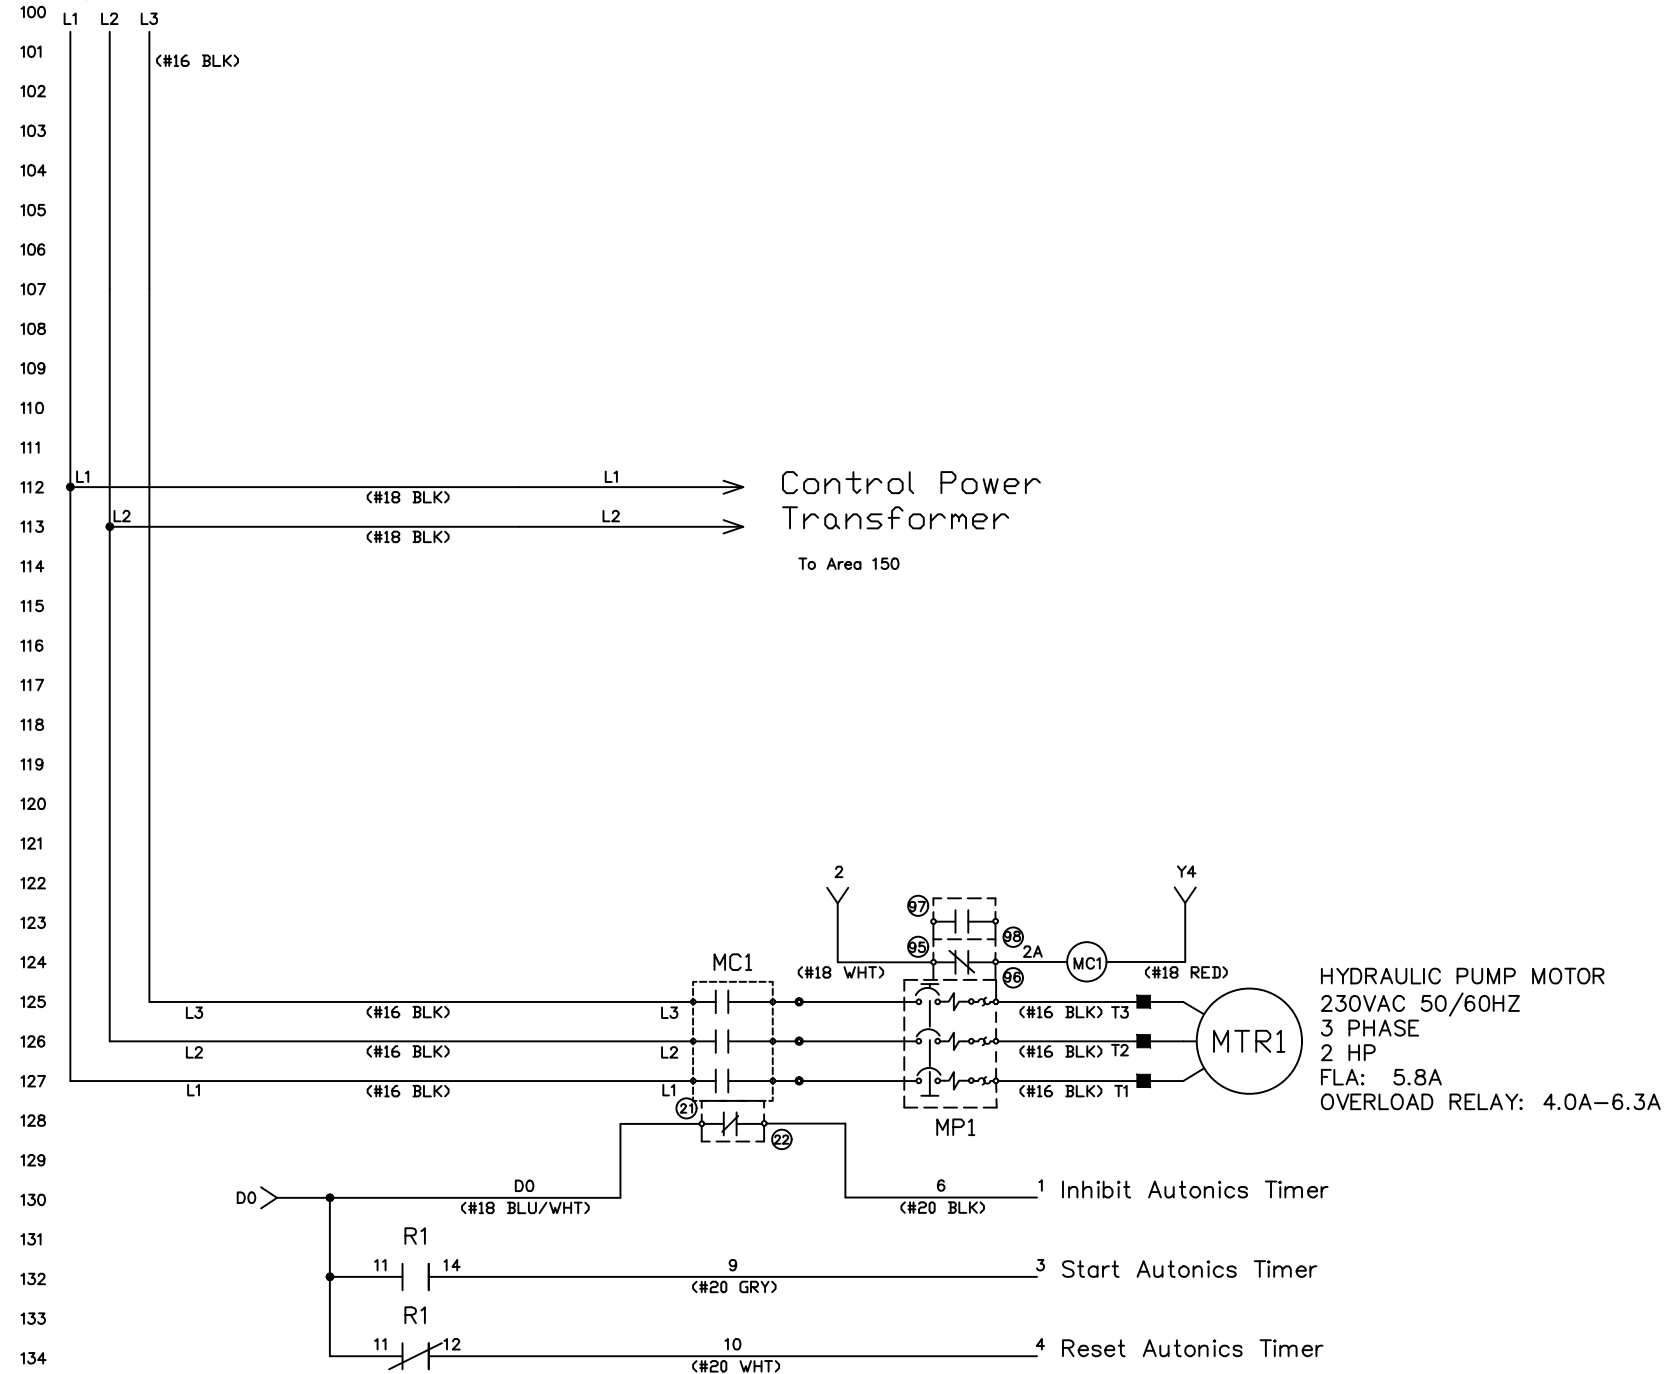 100 L1 L2 L3
101 (#16 BLK)
102
103
104
105
106
107
108
109
110
111
112 L1 (#18 BLK) L1 Control Power
113 L2 (#18 BLK) L2 Transformer
114 To Area 150
115
116
117
118
119
120
121
122 2 Y4
123 97 98
124 (#18 WHT) 95 96 2A MC1 (#18 RED)
MC1
125 L3 (#16 BLK) L3 (#16 BLK) T3
126 L2 (#16 BLK) L2 (#16 BLK) T2 MTR1
127 L1 (#16 BLK) L1 (#16 BLK) T1
HYDRAULIC PUMP MOTOR
230VAC 50/60HZ
3 PHASE
2 HP
FLA: 5.8A
OVERLOAD RELAY: 4.0A-6.3A
128 21 22 MP1
129
130 D0 D0 (#18 BLU/WHT) 6 (#20 BLK) 1 Inhibit Autonics Timer
131 R1
132 11 14 9 (#20 GRY) 3 Start Autonics Timer
133 R1
134 11 12 10 (#20 WHT) 4 Reset Autonics Timer